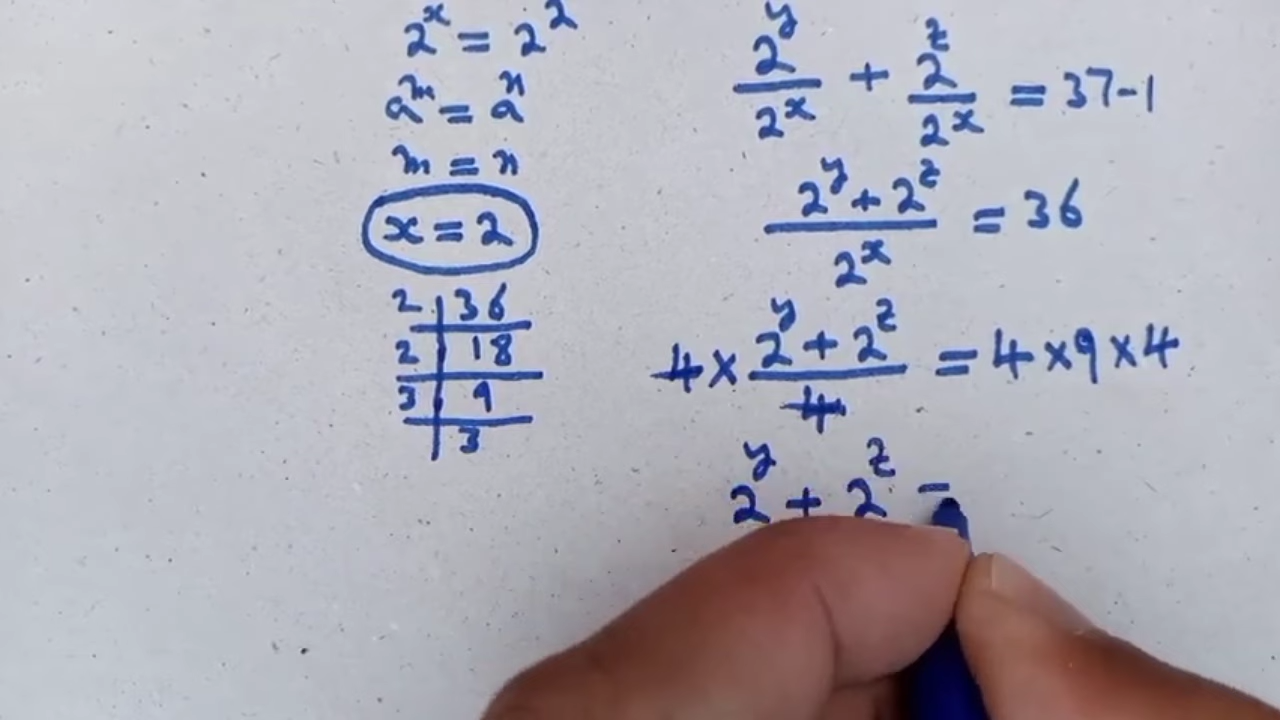 2^x = 2^2
a^m = a^n
m = n
x = 2
2 | 36
2 | 18
3 | 9
3
2^y/2^x + 2^z/2^x = 37-1
(2^y + 2^z)/2^x = 36
4 × (2^y + 2^z)/4 = 4×9×4
2^y + 2^z =